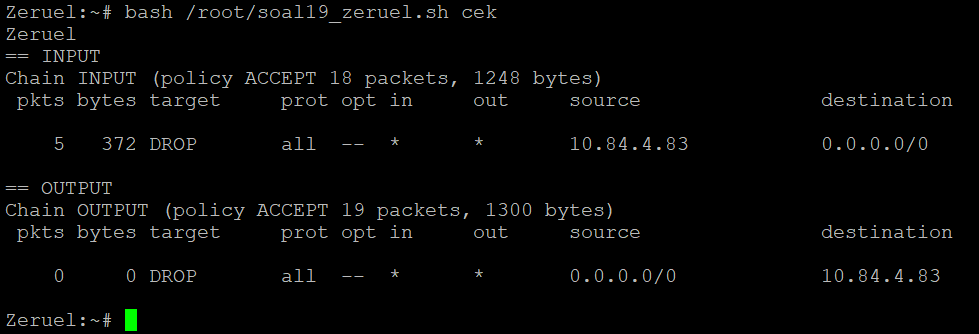 Zeruel:~# bash /root/soal19_zeruel.sh cek
Zeruel
== INPUT
Chain INPUT (policy ACCEPT 18 packets, 1248 bytes)
 pkts bytes target     prot opt in     out     source               destination
    5   372 DROP       all  --  *      *       10.84.4.83           0.0.0.0/0
== OUTPUT
Chain OUTPUT (policy ACCEPT 19 packets, 1300 bytes)
 pkts bytes target     prot opt in     out     source               destination
    0     0 DROP       all  --  *      *       0.0.0.0/0            10.84.4.83
Zeruel:~#